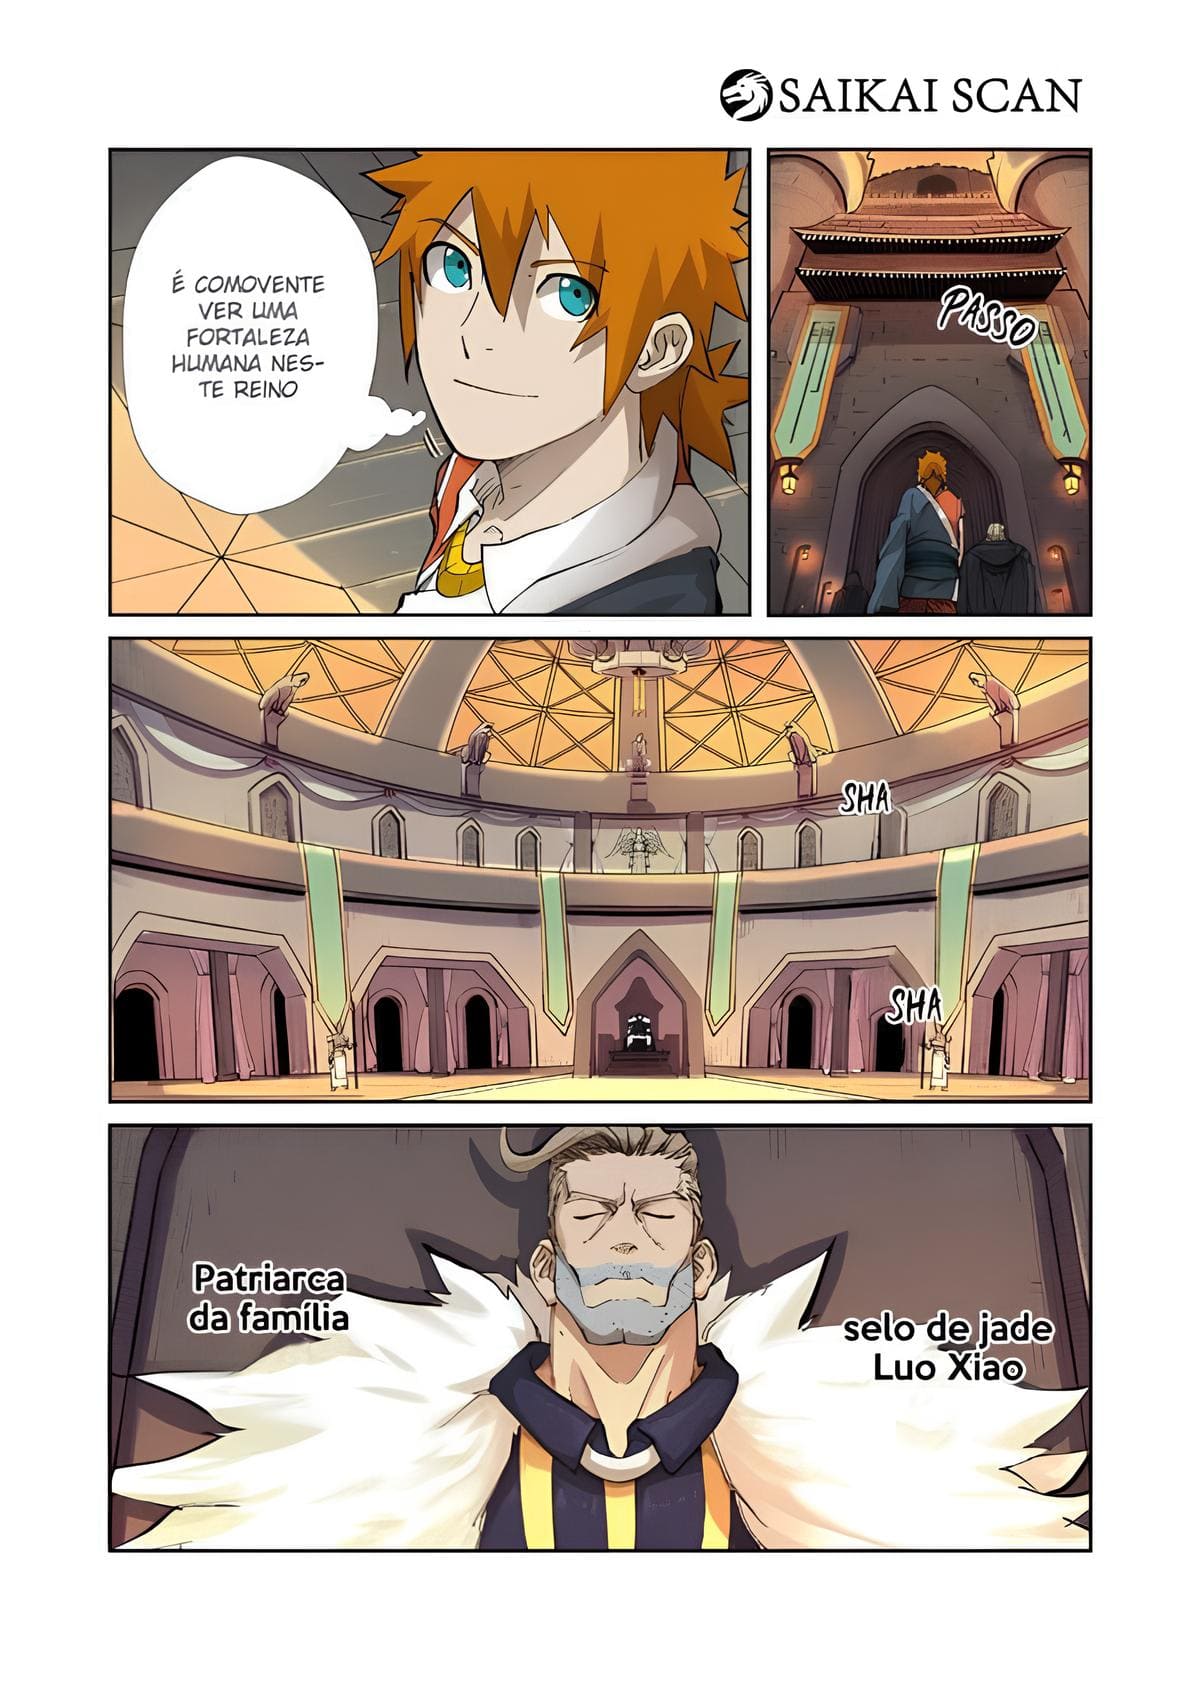 SAIKAI SCAN
É COMOVENTE
VER UMA
FORTALEZA
HUMANA NES-
TE REINO
PASSO
SHA
SHA
Patriarca
da família
selo de jade
Luo Xiao